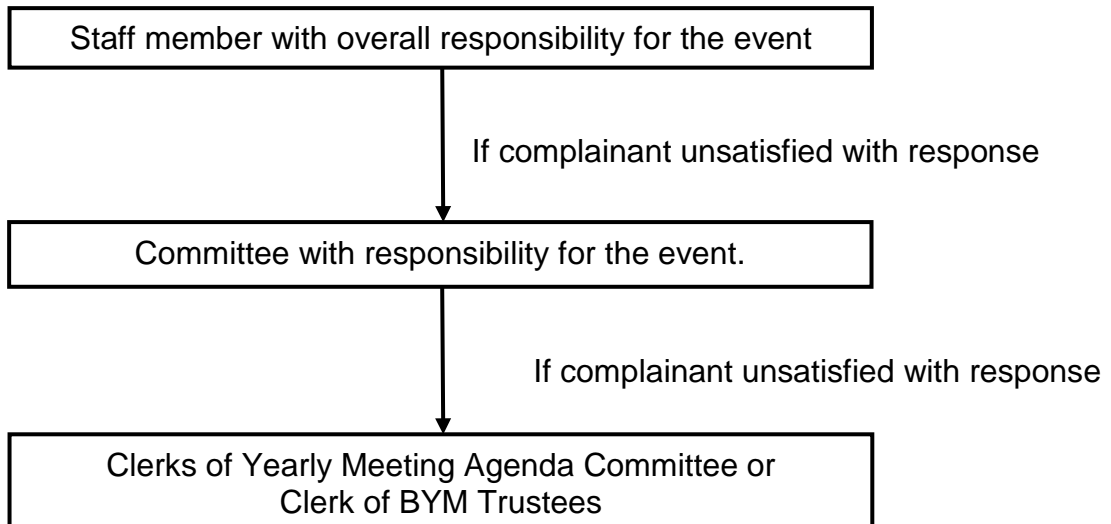 Staff member with overall responsibility for the event
If complainant unsatisfied with response
Committee with responsibility for the event.
If complainant unsatisfied with response
Clerks of Yearly Meeting Agenda Committee or
Clerk of BYM Trustees